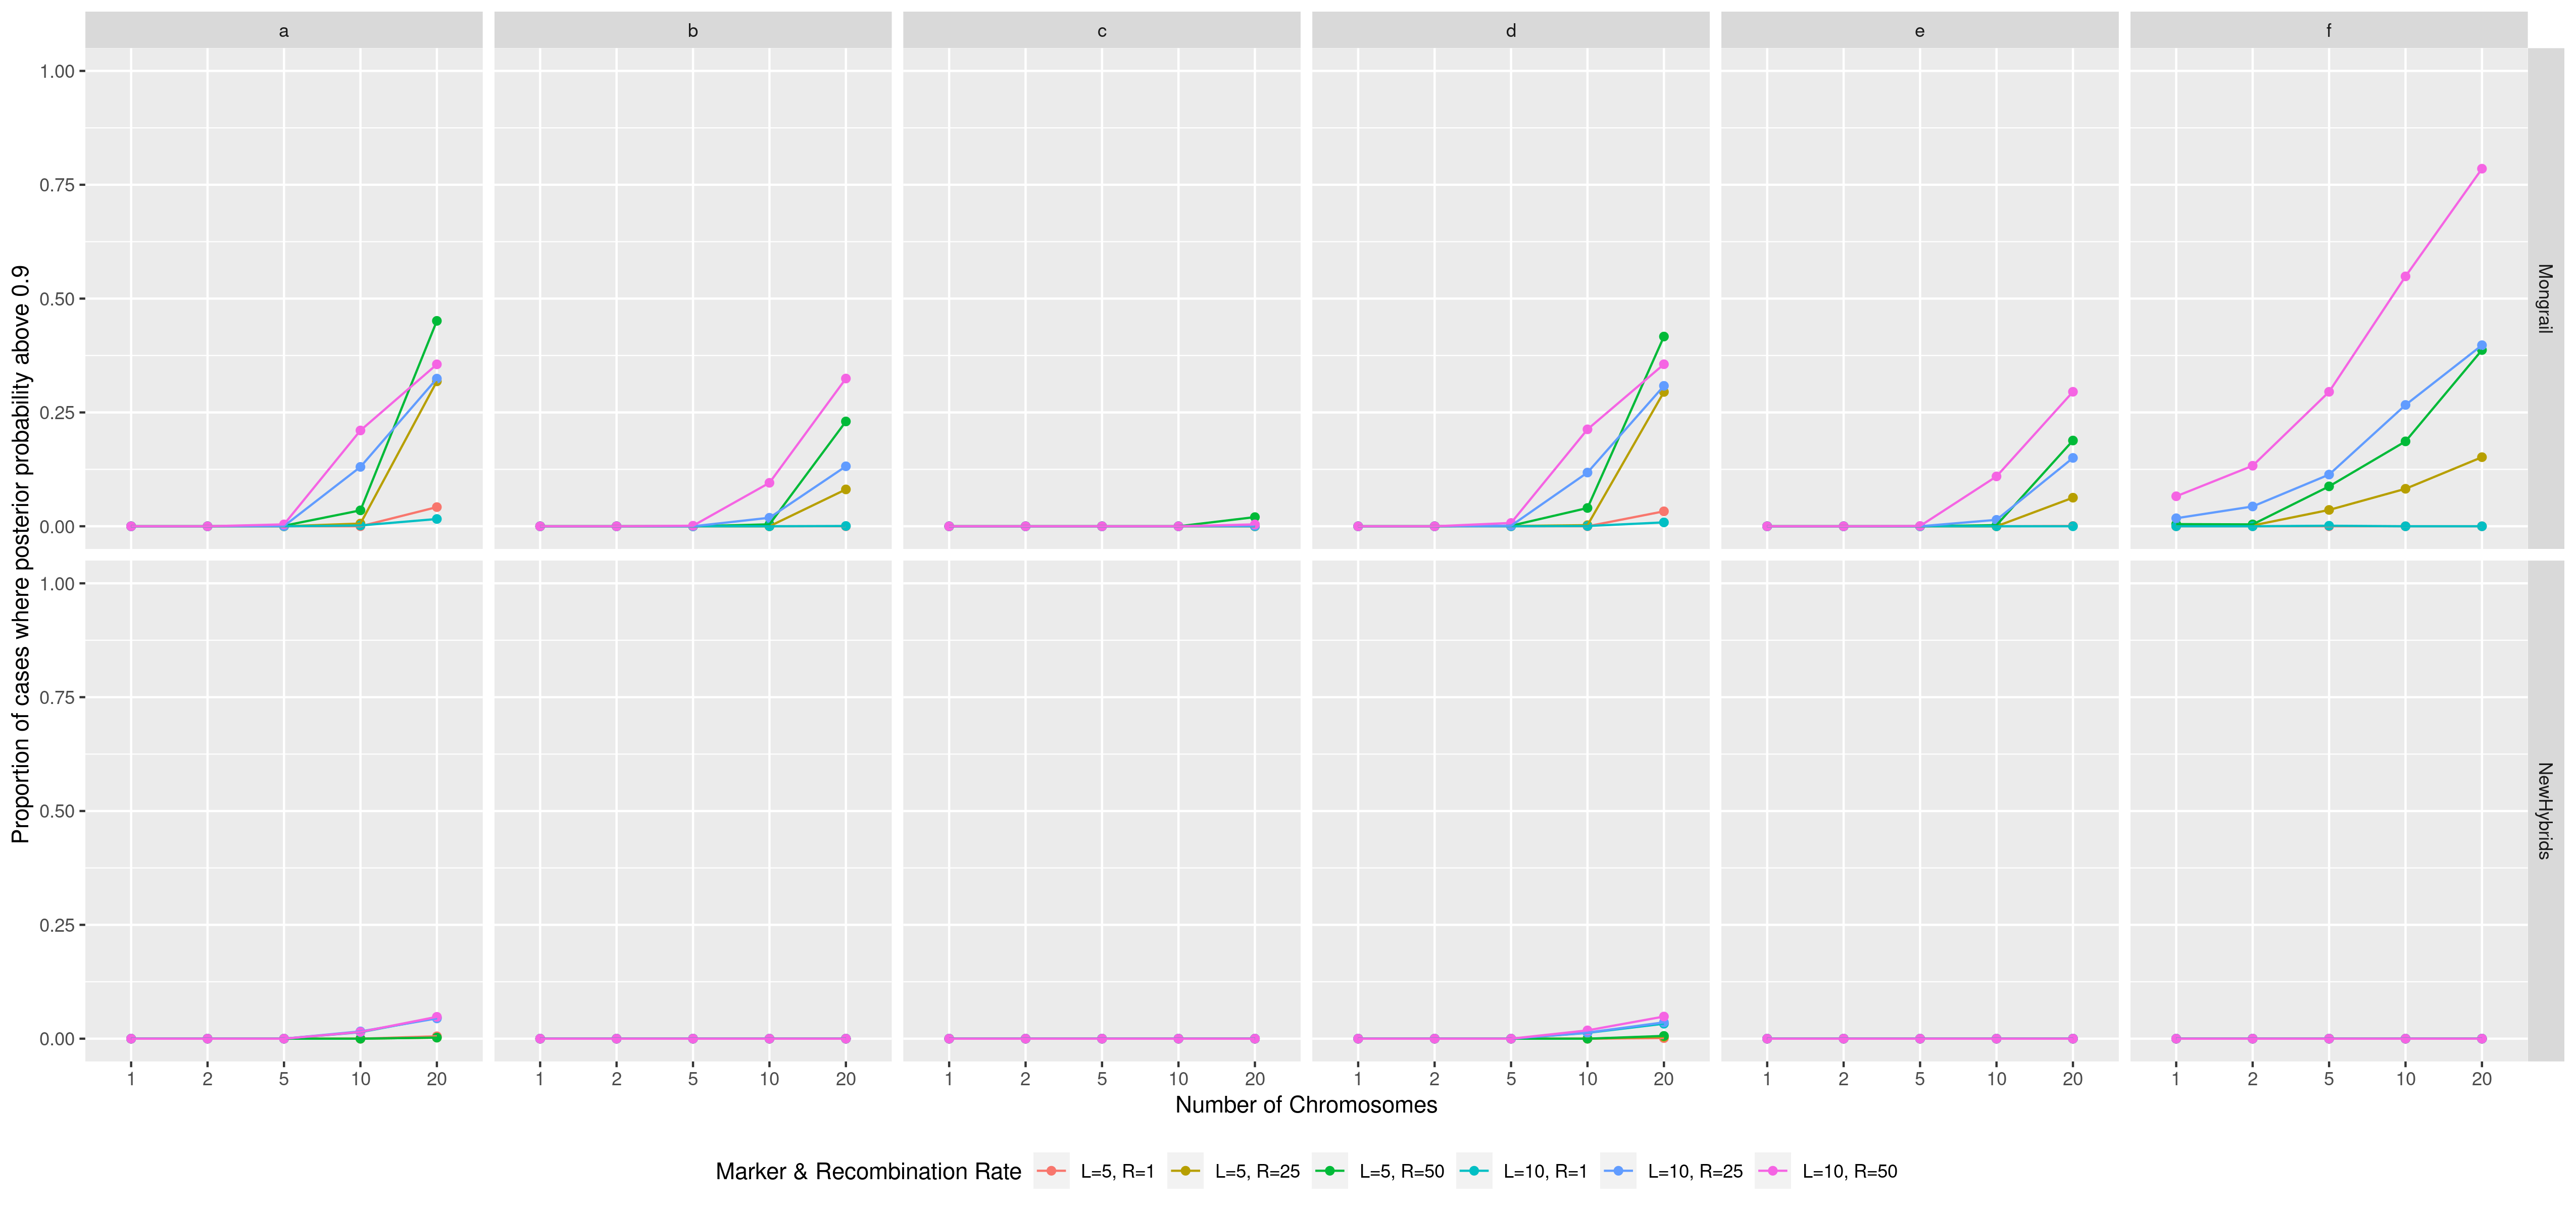 a b c d e f
1.00
0.75
0.50
0.25
0.00
Mongrail
Proportion of cases where posterior probability above 0.9
1.00
0.75
0.50
0.25
0.00
NewHybrids
1 2 5 10 20 1 2 5 10 20 1 2 5 10 20 1 2 5 10 20 1 2 5 10 20 1 2 5 10 20
Number of Chromosomes
Marker & Recombination Rate L=5, R=1 L=5, R=25 L=5, R=50 L=10, R=1 L=10, R=25 L=10, R=50